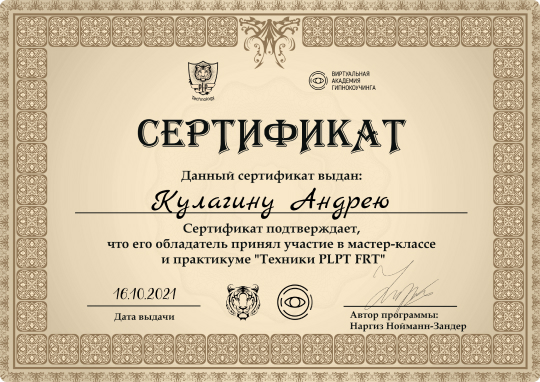 ВИРТУАЛЬНАЯ
АКАДЕМИЯ
ГИПНОКОУЧИНГА
СЕРТИФИКАТ
Данный сертификат выдан:
Кулагину Андрею
Сертификат подтверждает,
что его обладатель принял участие в мастер-классе
и практикуме "Техники PLPT FRT"
16.10.2021
Дата выдачи
Автор программы:
Наргиз Нойманн-Зандер